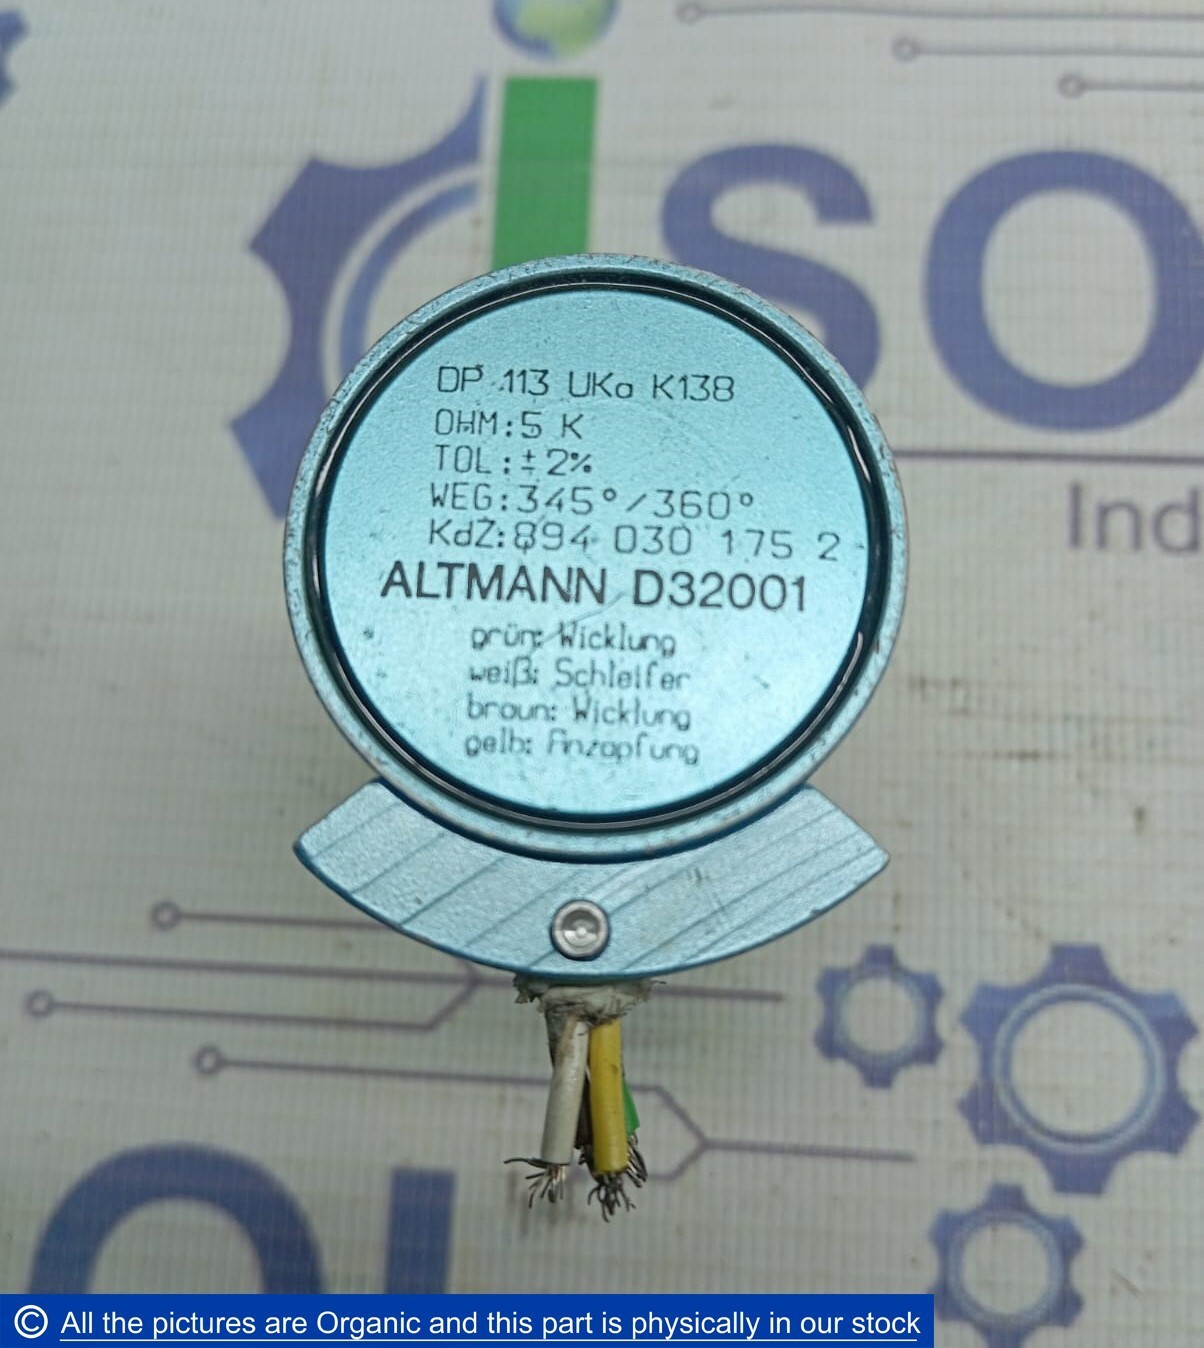 iSO
Ind
DP 113 UKa K138
OHM:5 K
TOL:±2%
WEG:345°/360°
KdZ:894 030 175 2
ALTMANN D32001
grün: Wicklung
weiß: Schleifer
braun: Wicklung
gelb: Anzapfung
© All the pictures are Organic and this part is physically in our stock